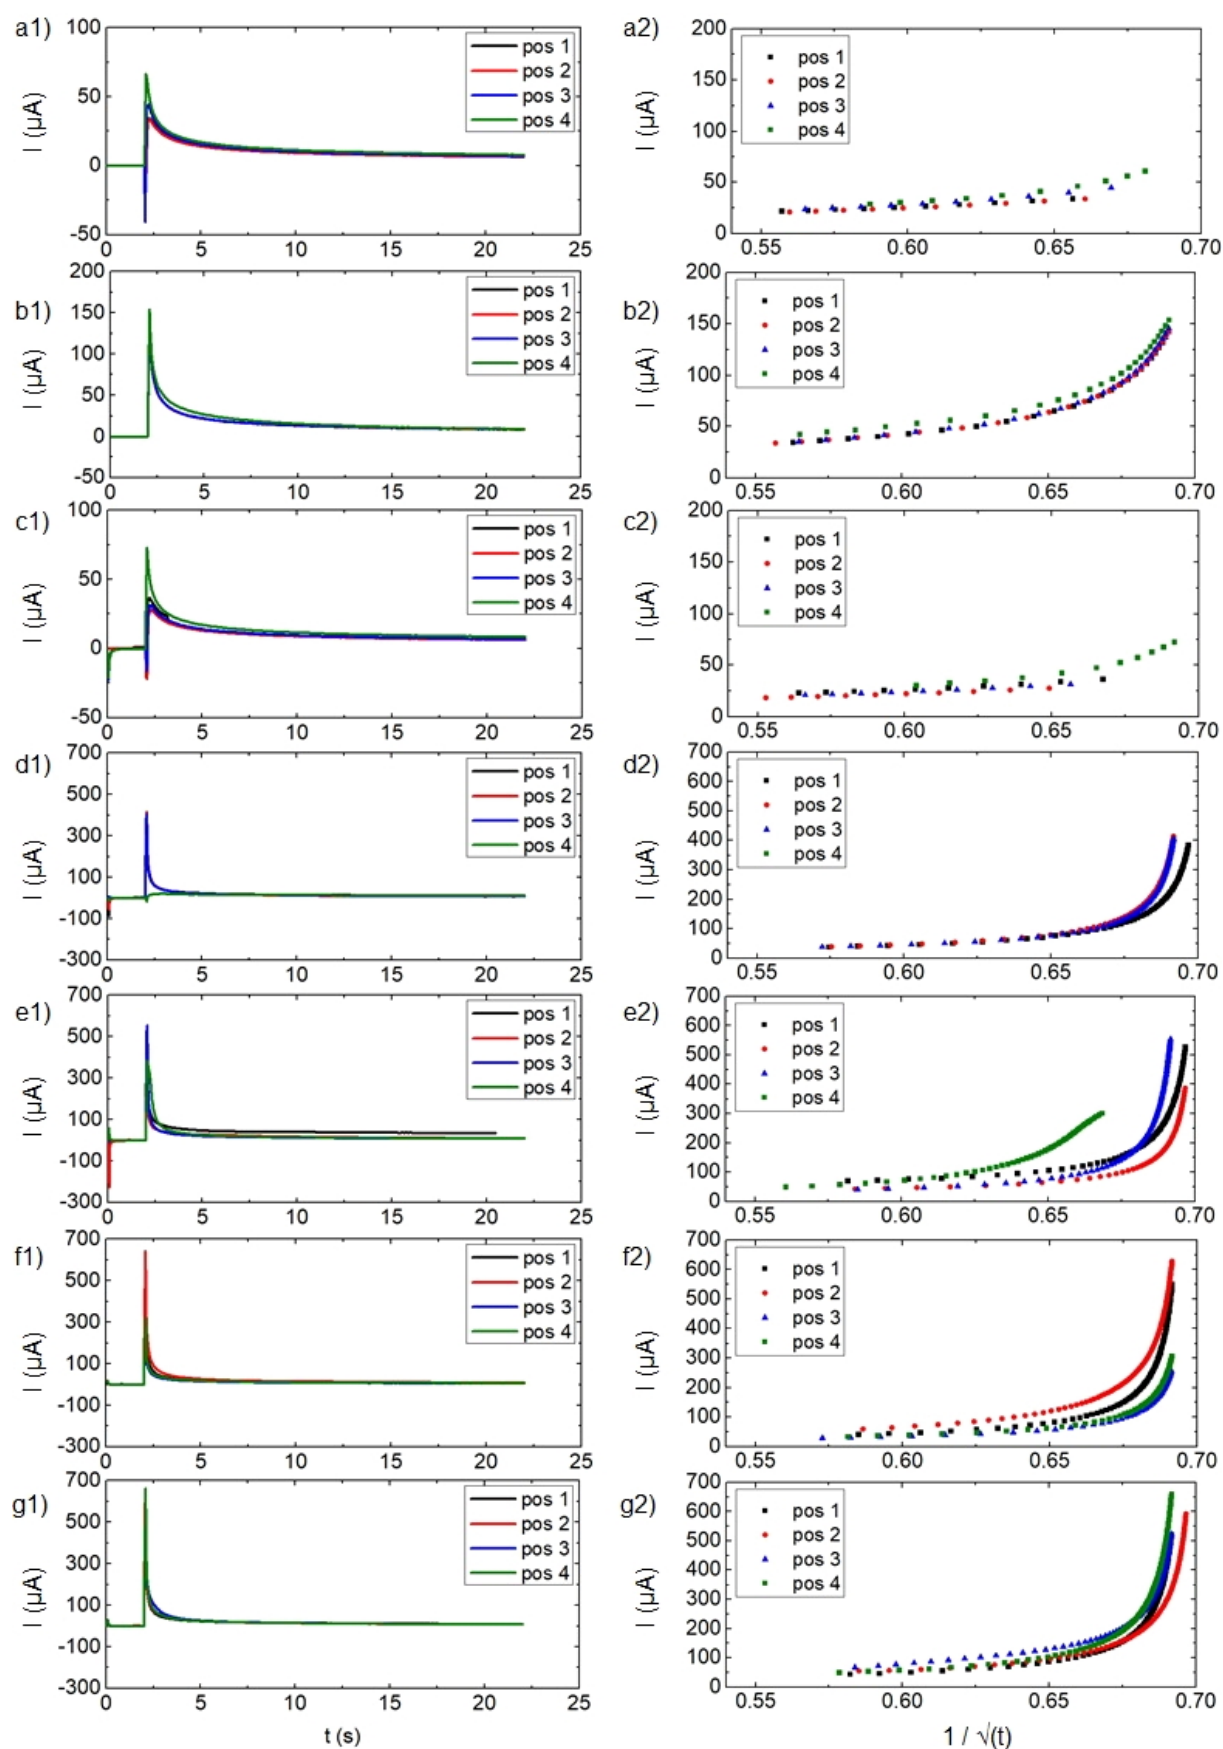 a1)
100
50
0
-50
I (µA)
pos 1
pos 2
pos 3
pos 4
0 5 10 15 20 25
a2)
200
150
100
50
0
I (µA)
pos 1
pos 2
pos 3
pos 4
0.55 0.60 0.65 0.70
b1)
200
150
100
50
0
-50
I (µA)
pos 1
pos 2
pos 3
pos 4
0 5 10 15 20 25
b2)
200
150
100
50
0
I (µA)
pos 1
pos 2
pos 3
pos 4
0.55 0.60 0.65 0.70
c1)
100
50
0
-50
I (µA)
pos 1
pos 2
pos 3
pos 4
0 5 10 15 20 25
c2)
200
150
100
50
0
I (µA)
pos 1
pos 2
pos 3
pos 4
0.55 0.60 0.65 0.70
d1)
700
500
300
100
-100
-300
I (µA)
pos 1
pos 2
pos 3
pos 4
0 5 10 15 20 25
d2)
700
600
500
400
300
200
100
0
I (µA)
pos 1
pos 2
pos 3
pos 4
0.55 0.60 0.65 0.70
e1)
700
500
300
100
-100
-300
I (µA)
pos 1
pos 2
pos 3
pos 4
0 5 10 15 20 25
e2)
700
600
500
400
300
200
100
0
I (µA)
pos 1
pos 2
pos 3
pos 4
0.55 0.60 0.65 0.70
f1)
700
500
300
100
-100
-300
I (µA)
pos 1
pos 2
pos 3
pos 4
0 5 10 15 20 25
f2)
700
600
500
400
300
200
100
0
I (µA)
pos 1
pos 2
pos 3
pos 4
0.55 0.60 0.65 0.70
g1)
700
500
300
100
-100
-300
I (µA)
pos 1
pos 2
pos 3
pos 4
0 5 10 15 20 25
t (s)
g2)
700
600
500
400
300
200
100
0
I (µA)
pos 1
pos 2
pos 3
pos 4
0.55 0.60 0.65 0.70
1 / √(t)